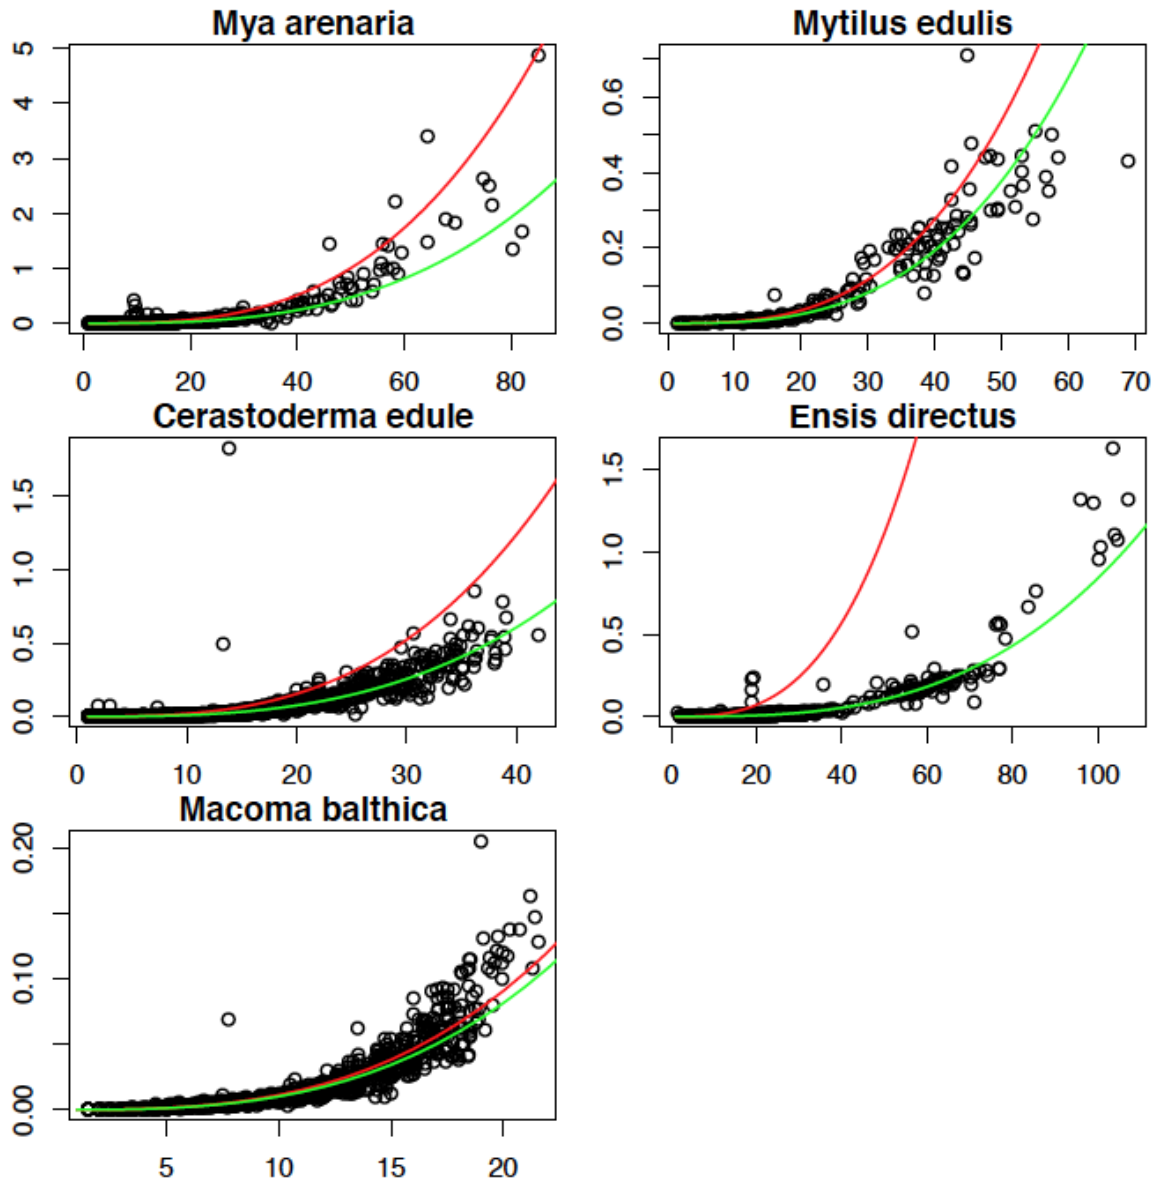 Mya arenaria
5
4
3
2
1
0
0 20 40 60 80
Mytilus edulis
0.6
0.4
0.2
0.0
0 10 20 30 40 50 60 70
Cerastoderma edule
1.5
1.0
0.5
0.0
0 10 20 30 40
Ensis directus
1.5
1.0
0.5
0.0
0 20 40 60 80 100
Macoma balthica
0.20
0.10
0.00
5 10 15 20